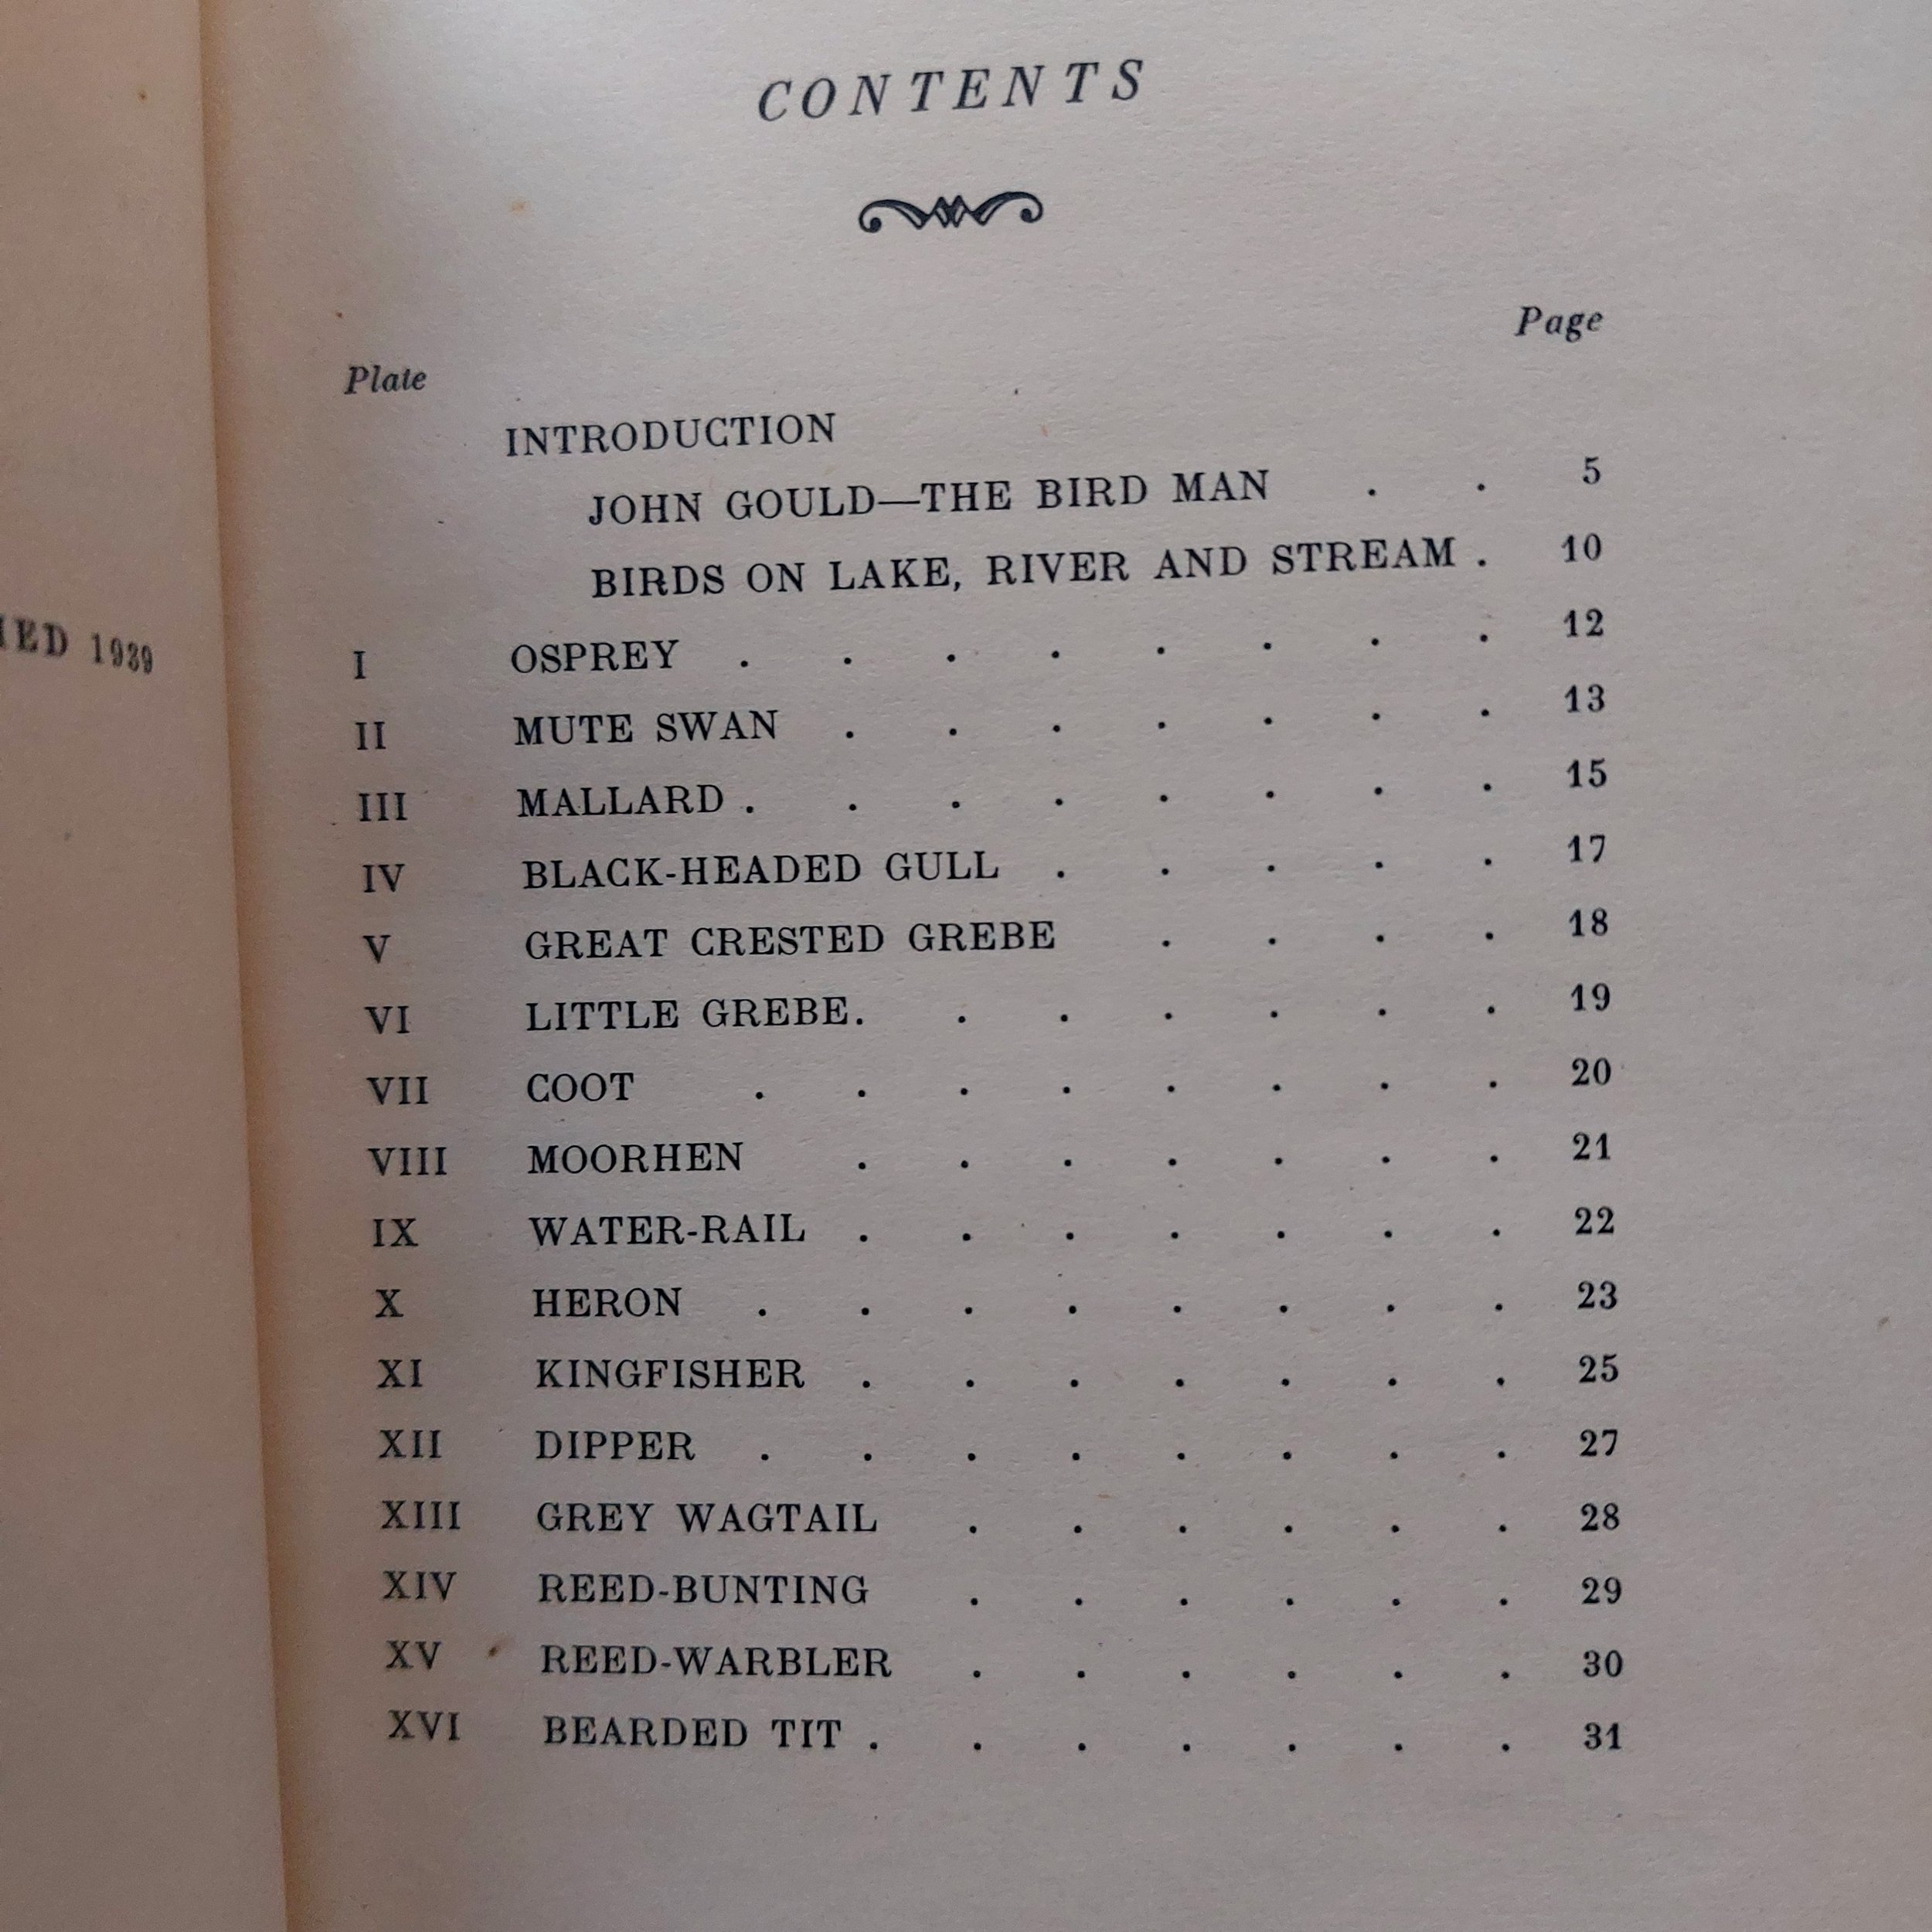 CONTENTS
Page
Plate
INTRODUCTION
JOHN GOULD—THE BIRD MAN . . 5
BIRDS ON LAKE, RIVER AND STREAM . 10
I OSPREY . . . . . . . . 12
II MUTE SWAN . . . . . . . 13
III MALLARD . . . . . . . . 15
IV BLACK-HEADED GULL . . . . . 17
V GREAT CRESTED GREBE . . . . 18
VI LITTLE GREBE . . . . . . . 19
VII COOT . . . . . . . . 20
VIII MOORHEN . . . . . . . 21
IX WATER-RAIL . . . . . . . 22
X HERON . . . . . . . . 23
XI KINGFISHER . . . . . . . 25
XII DIPPER . . . . . . . . 27
XIII GREY WAGTAIL . . . . . . 28
XIV REED-BUNTING . . . . . . 29
XV REED-WARBLER . . . . . . 30
XVI BEARDED TIT . . . . . . . 31
1939